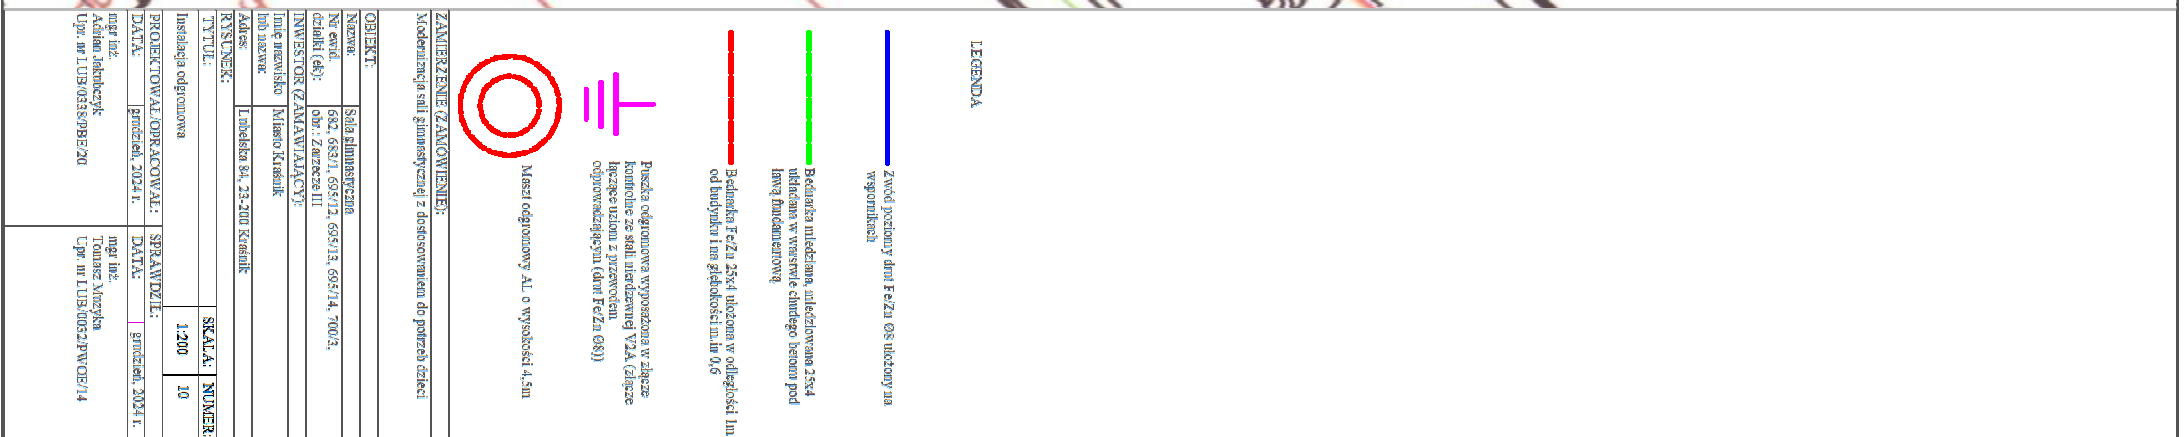 LEGENDA
Zwód poziomy drut Fe/Zn Ø8 ułożony na
wspornikach
Bednarka miedziana, miedziowana 25x4
układana w warstwie chudego betonu pod
ławą fundamentową
Bednarka Fe/Zn 25x4 ułożona w odległości 1m
od budynku i na głębokości m.in 0,6
Puszka odgromowa wyposażona w złącze
kontrolne ze stali nierdzewnej V2A (złącze
łączące uziom z przewodem
odprowadzającym (drut Fe/Zn Ø8))
Maszt odgromowy AL o wysokości 4,5m
ZAMIERZENIE (ZAMÓWIENIE):
Modernizacja sali gimnastycznej z dostosowaniem do potrzeb dzieci
OBIEKT:
Nazwa: Sala gimnastyczna
Nr ewid. 682, 683/1, 695/12, 695/13, 695/14, 700/3,
działki (ek): obr.: Zarzecze III
INWESTOR (ZAMAWIAJĄCY):
Imię nazwisko Miasto Kraśnik
lub nazwa:
Adres: Lubelska 84, 23-200 Kraśnik
RYSUNEK:
TYTUŁ: SKALA: NUMER:
Instalacja odgromowa 1:200 10
PROJEKTOWAŁ/OPRACOWAŁ: SPRAWDZIŁ:
DATA: grudzień, 2024 r. DATA: grudzień, 2024 r.
mgr inż. mgr inż.
Adrian Jakubczyk Tomasz Muzyka
Upr. nr LUB/0338/PBE/20 Upr. nr LUB/0032/PWOE/14